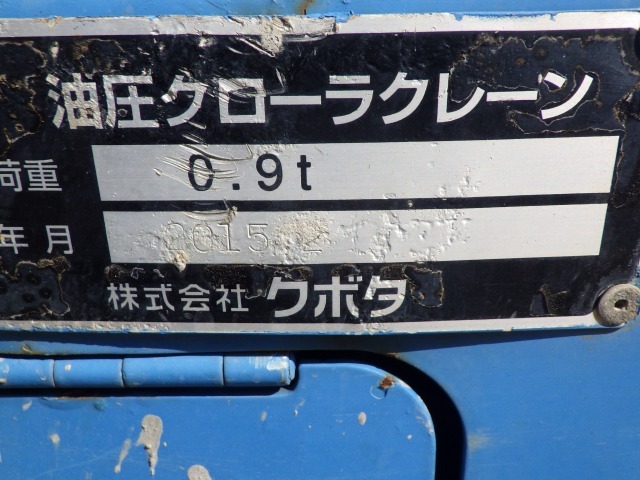 油圧クローラクレーン
荷重 0.9t
年月 2015.2
株式会社 クボタ